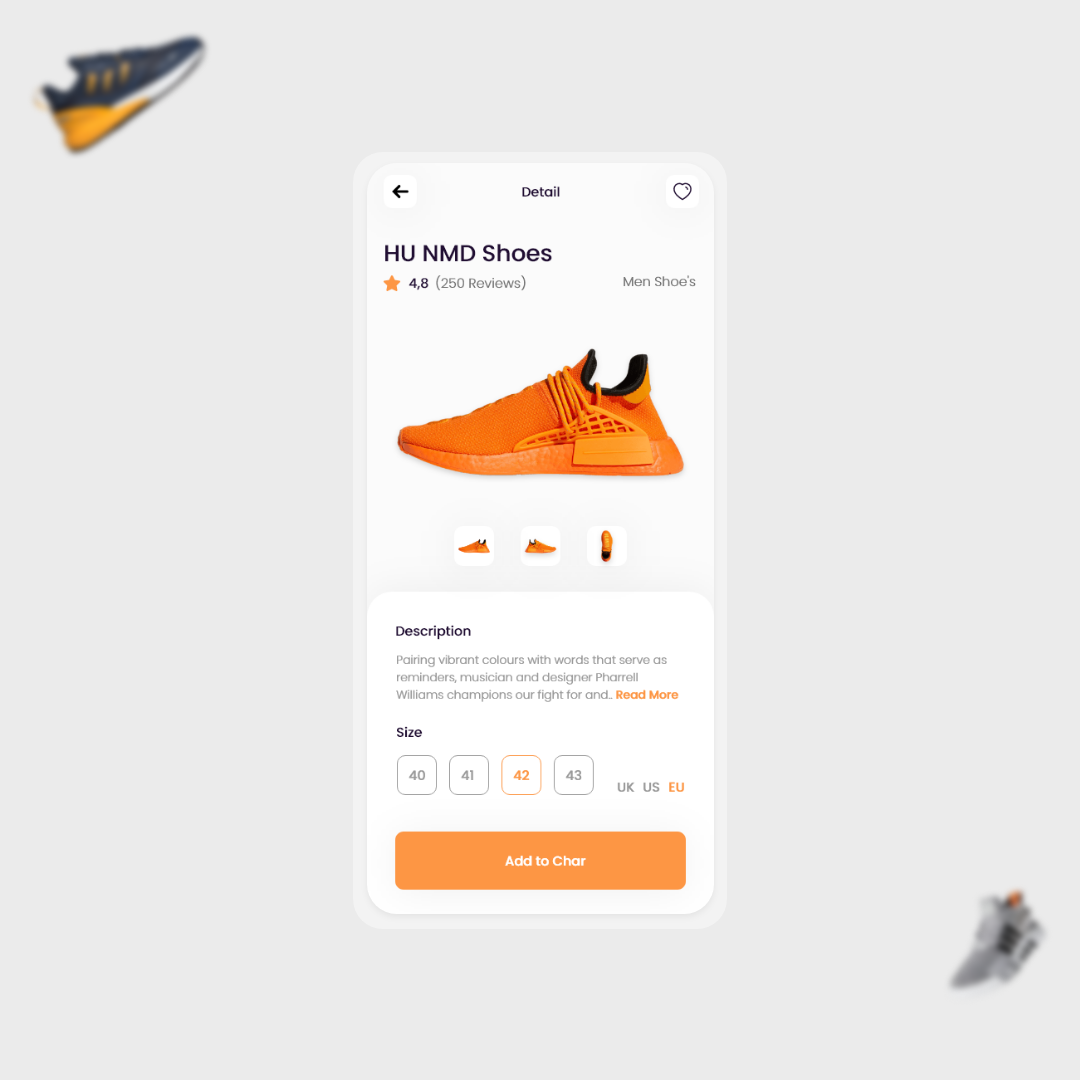 Detail
HU NMD Shoes
4,8 (250 Reviews)
Men Shoe's
Description
Pairing vibrant colours with words that serve as
reminders, musician and designer Pharrell
Williams champions our fight for and.. Read More
Size
40 41 42 43
UK US EU
Add to Char